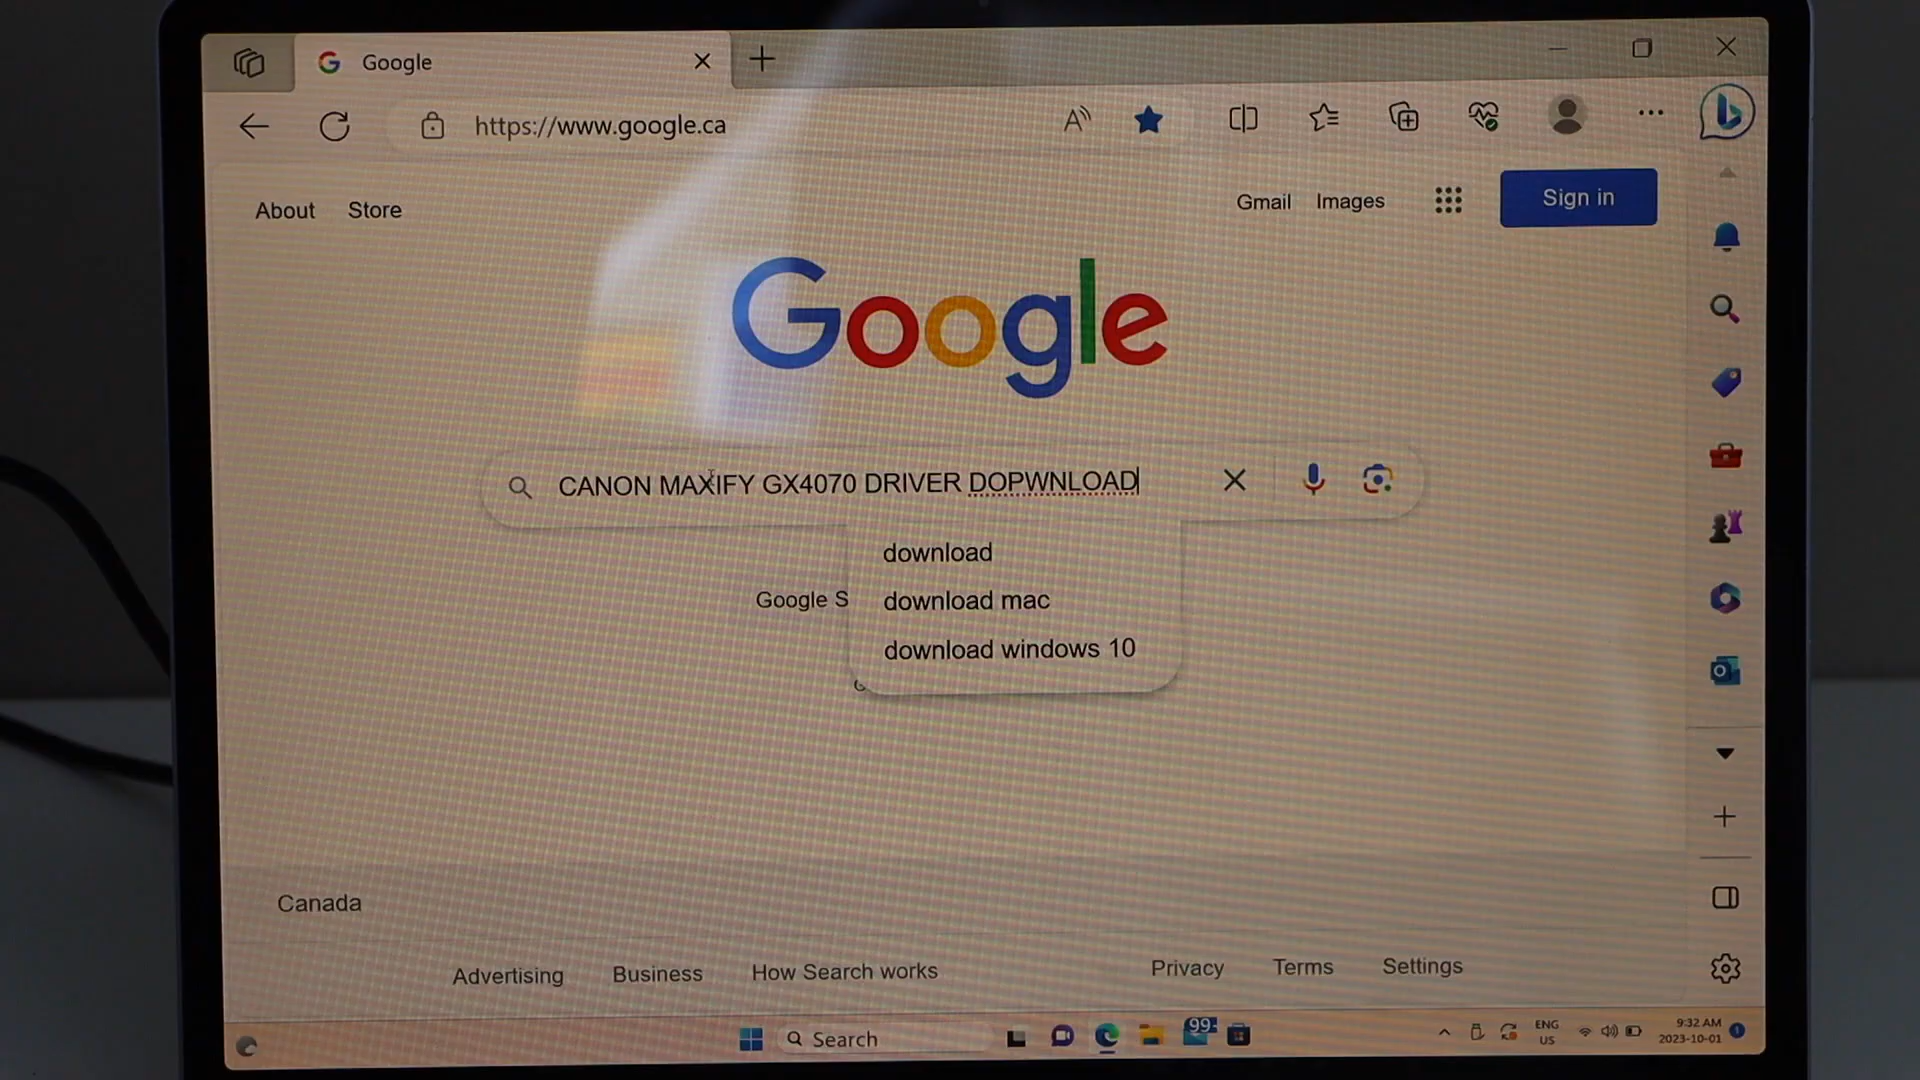 Google
https://www.google.ca
About Store
Gmail Images
Sign in
Google
CANON MAXIFY GX4070 DRIVER DOPWNLOAD
download
Google S
download mac
download windows 10
Canada
Advertising Business How Search works
Privacy Terms Settings
Search
99+
ENG
US
9:32 AM
2023-10-01